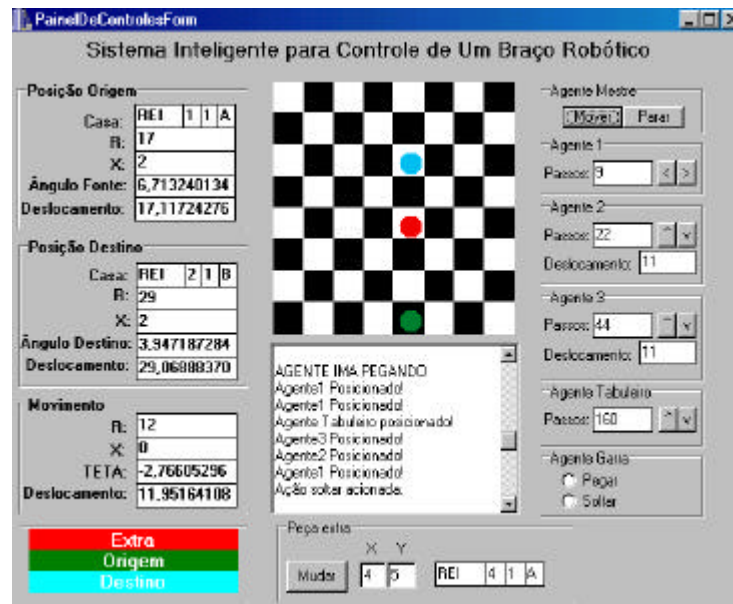 PainelDeControlesForm
Sistema Inteligente para Controle de Um Braço Robótico
Posição Origem
Casa: REI 1 1 A
R: 17
X: 2
Ângulo Fonte: 6,713240134
Deslocamento: 17,11724276
Posição Destino
Casa: REI 2 1 B
R: 29
X: 2
Ângulo Destino: 3,947187284
Deslocamento: 29,06888370
Movimento
R: 12
X: 0
TETA: -2,76605296
Deslocamento: 11,95164108
Extra
Origem
Destino
AGENTE IMA PEGANDO
Agente1 Posicionado!
Agente1 Posicionado!
Agente Tabuleiro posicionado!
Agente3 Posicionado!
Agente2 Posicionado!
Agente1 Posicionado!
Ação soltar acionada.
Peça extra
X Y
Mudar 4 5 REI 4 1 A
Agente Mestre
Mover Parar
Agente 1
Passos: 9 < >
Agente 2
Passos: 22 ^ v
Deslocamento: 11
Agente 3
Passos: 44 ^ v
Deslocamento: 11
Agente Tabuleiro
Passos: 160 ^ v
Agente Garra
Pegar
Soltar